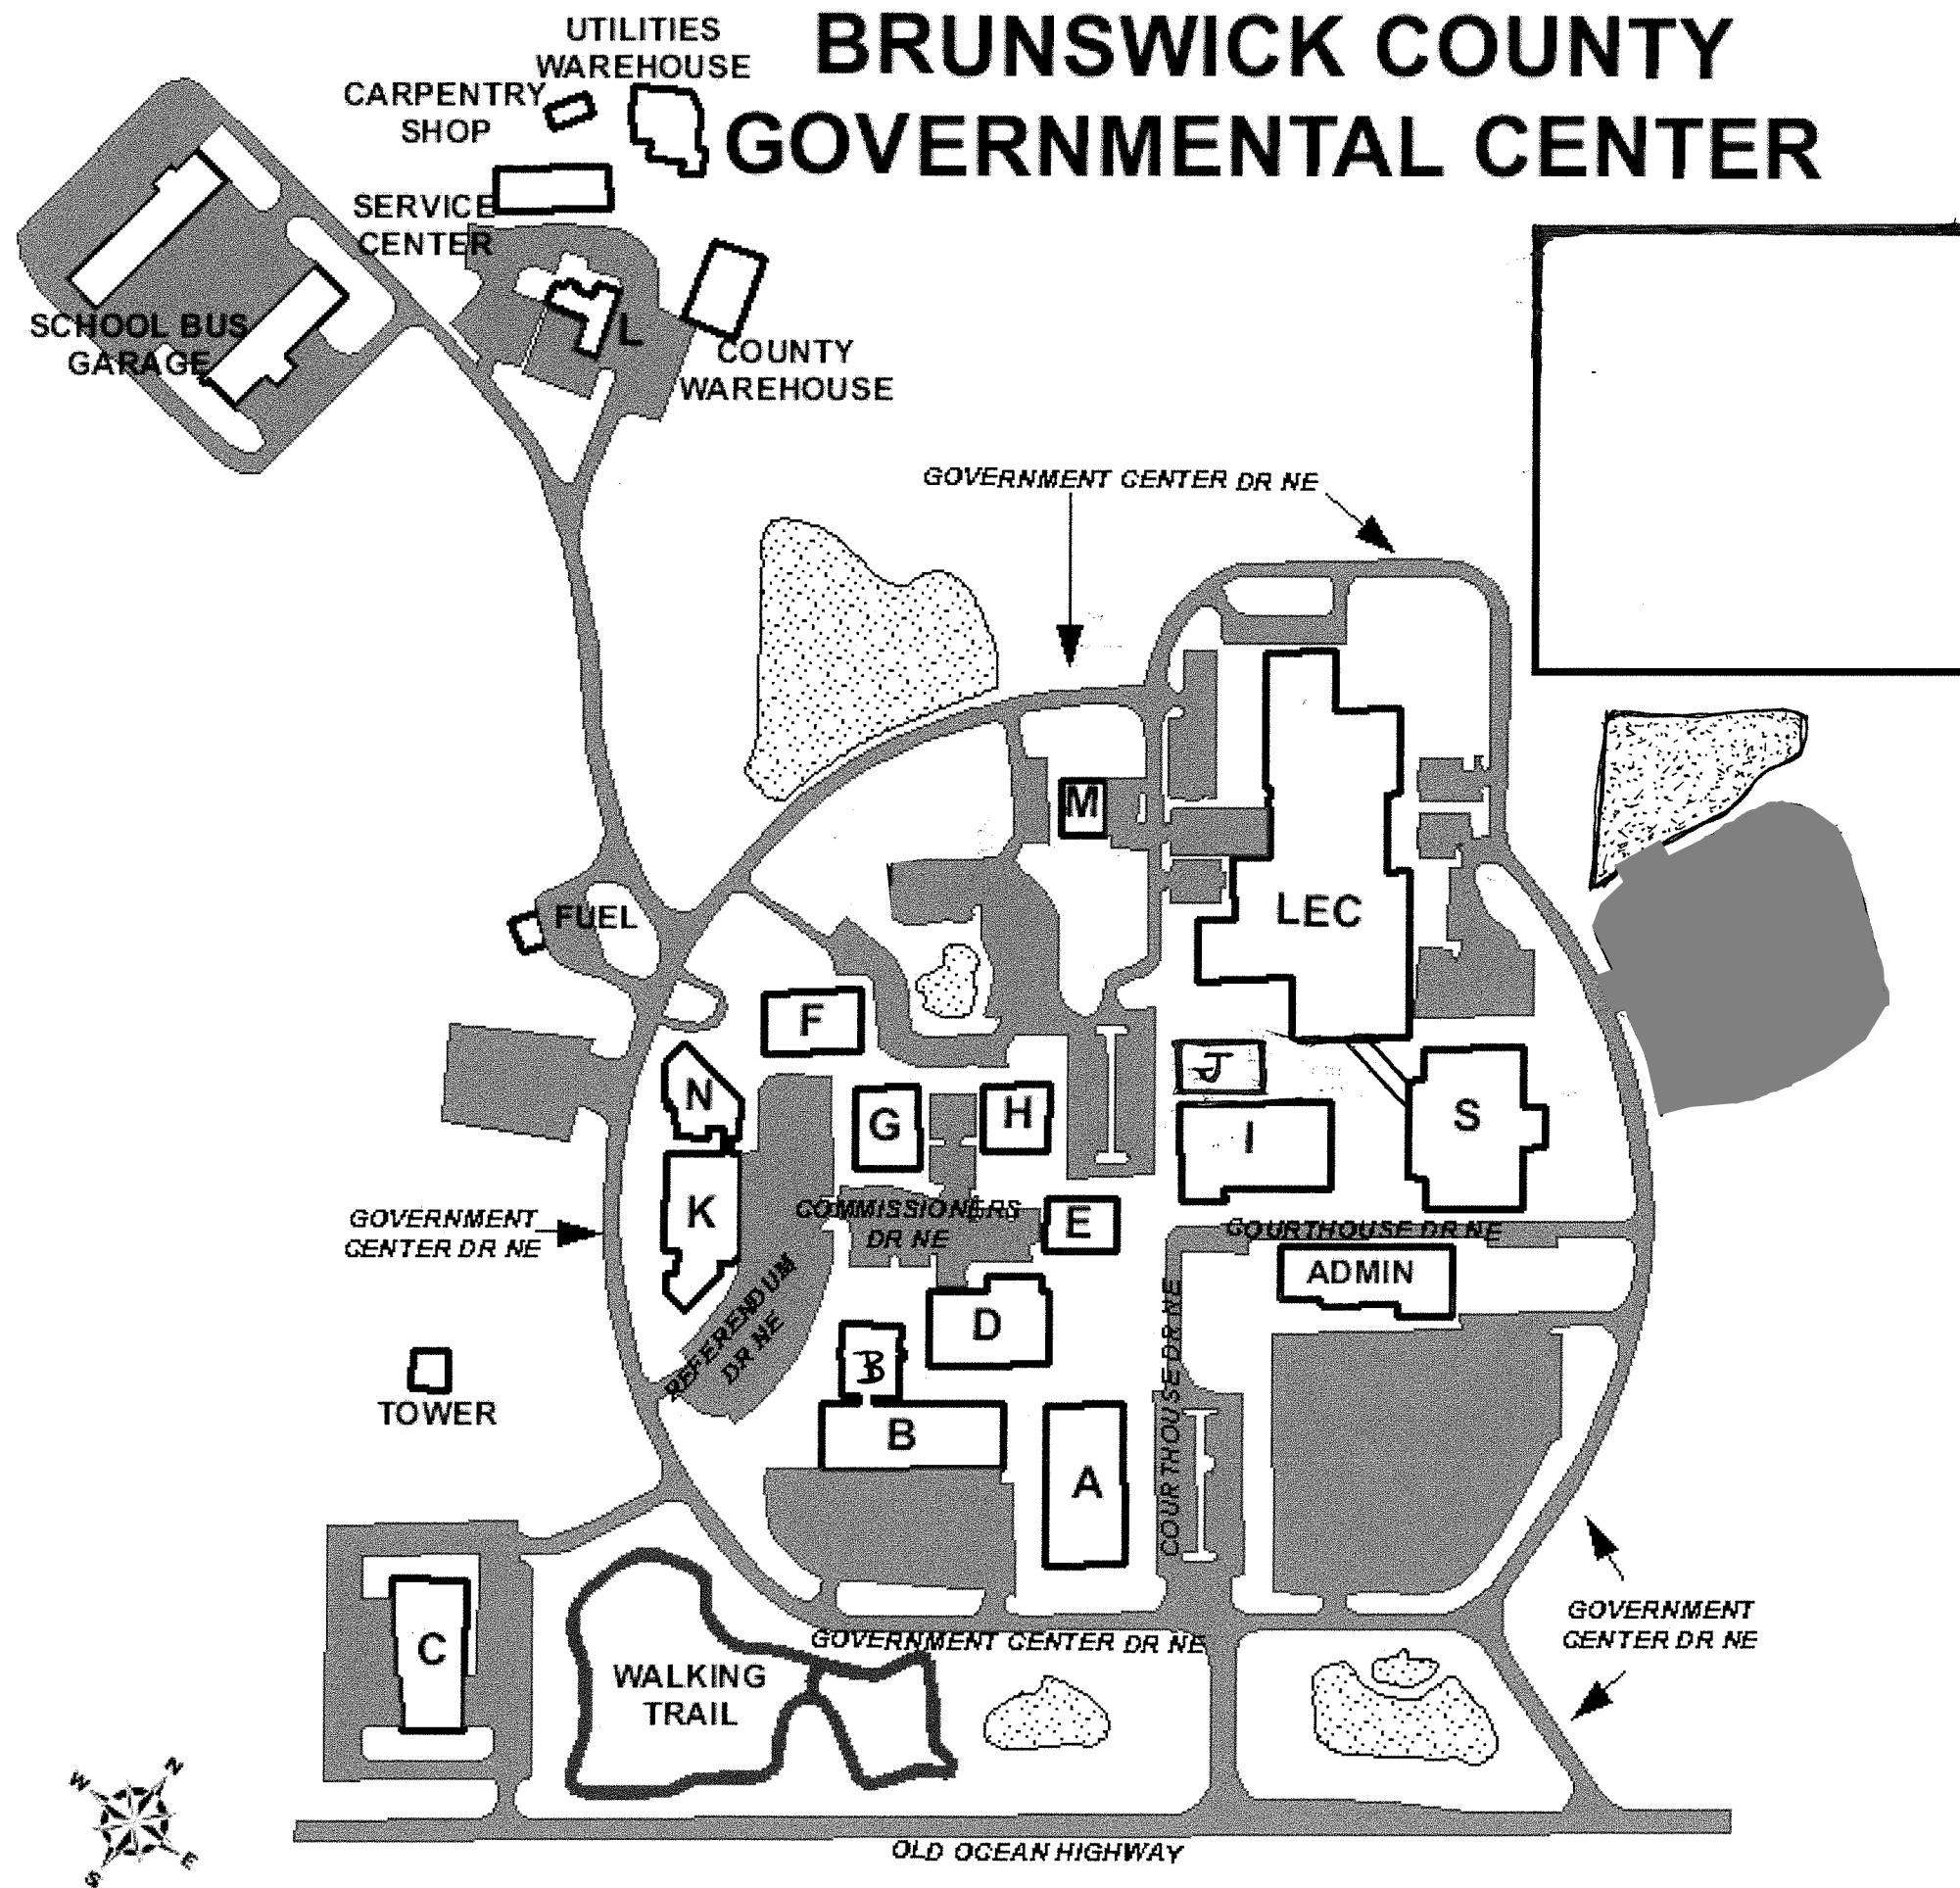 BRUNSWICK COUNTY
GOVERNMENTAL CENTER
UTILITIES
WAREHOUSE
CARPENTRY
SHOP
SERVICE
CENTER
SCHOOL BUS
GARAGE
L
COUNTY
WAREHOUSE
GOVERNMENT CENTER DR NE
M
LEC
FUEL
F
J
N
G
H
I
S
K
COMMISSIONERS
DR NE
E
GOVERNMENT
CENTER DR NE
COURTHOUSE DR NE
ADMIN
REFERENDUM
DR NE
D
B
COURTHOUSE DR NE
TOWER
B
A
C
WALKING
TRAIL
GOVERNMENT CENTER DR NE
GOVERNMENT
CENTER DR NE
W
N
S
E
OLD OCEAN HIGHWAY